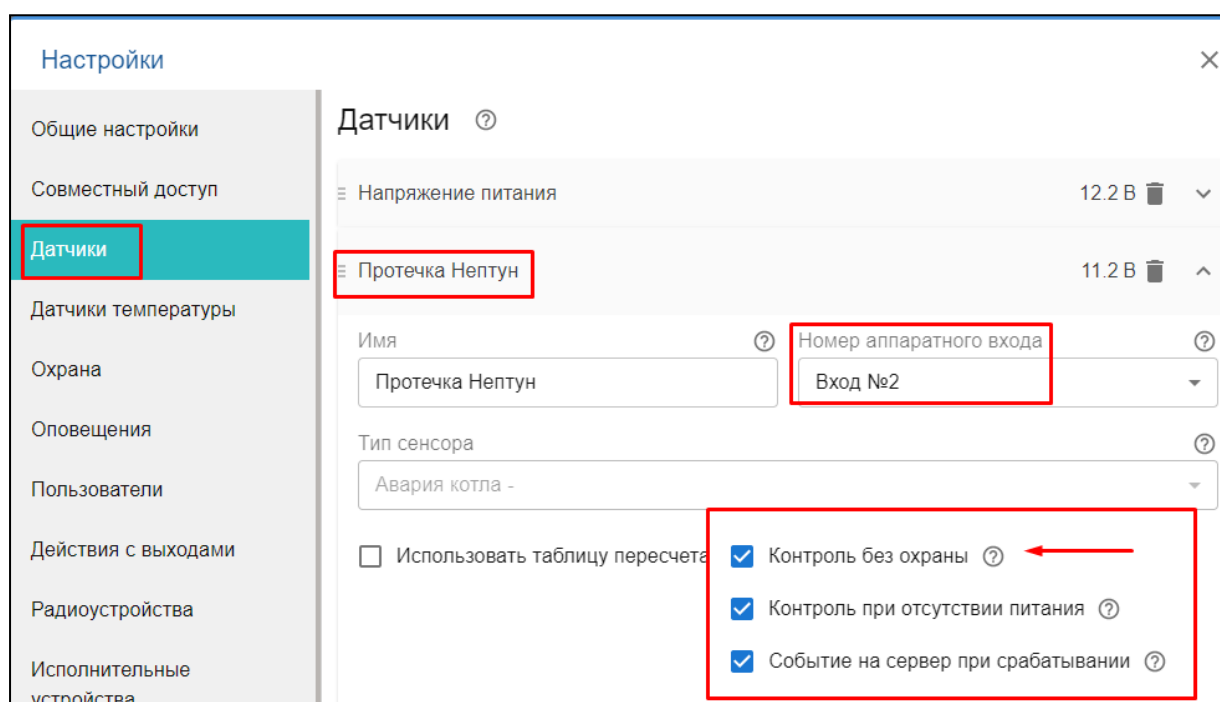 Настройки
Общие настройки
Совместный доступ
Датчики
Датчики температуры
Охрана
Оповещения
Пользователи
Действия с выходами
Радиоустройства
Исполнительные
устройства
Датчики
Напряжение питания 12.2 В
Протечка Нептун 11.2 В
Имя Номер аппаратного входа
Протечка Нептун Вход №2
Тип сенсора
Авария котла -
Использовать таблицу пересчета Контроль без охраны
Контроль при отсутствии питания
Событие на сервер при срабатывании